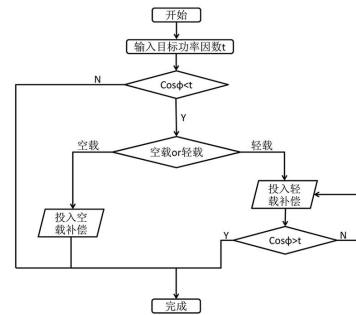 开始
输入目标功率因数t
N
Cosφ<t
Y
空载
空载or轻载
轻载
投入轻
载补偿
投入空
载补偿
Y
Cosφ>t
N
完成